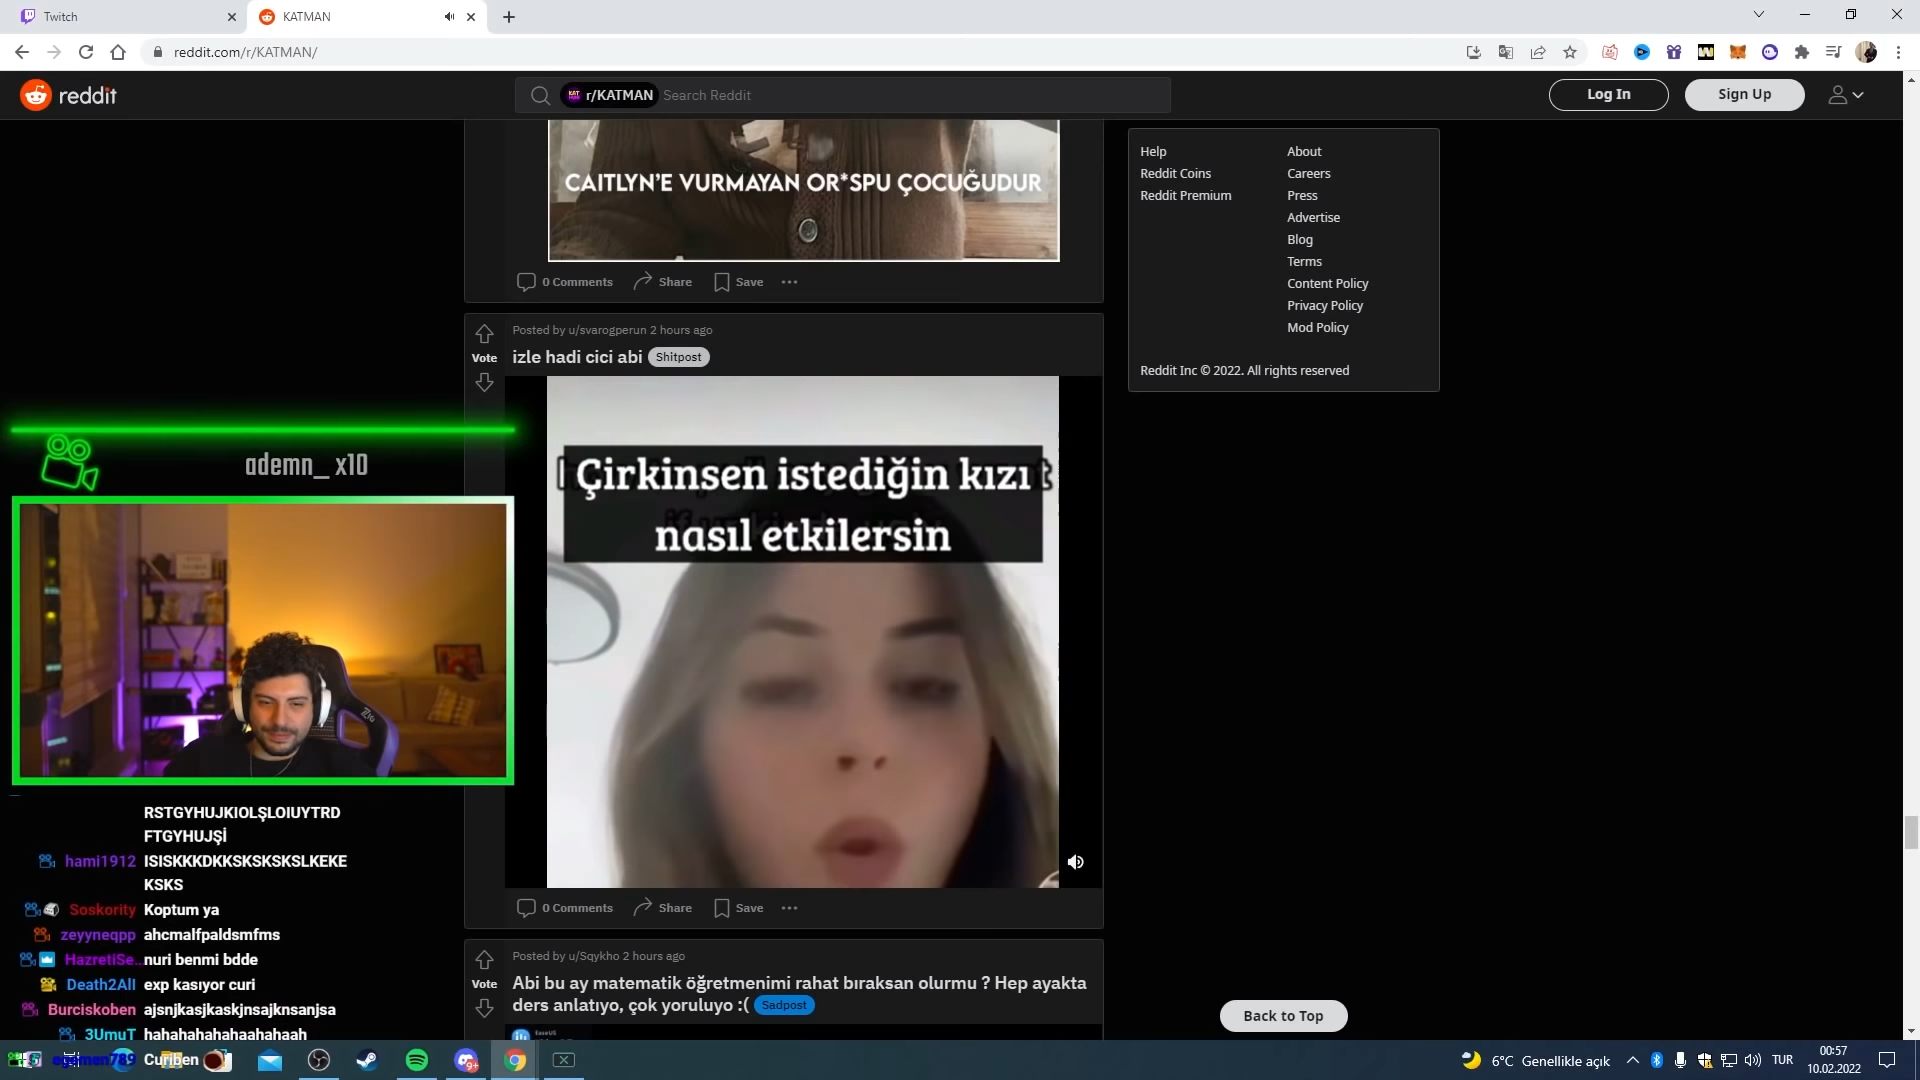 Twitch
KATMAN
reddit.com/r/KATMAN/
reddit
r/KATMAN
Search Reddit
Log In
Sign Up
CAITLYN'E VURMAYAN OR*SPU ÇOCUĞUDUR
0 Comments
Share
Save
Help
About
Reddit Coins
Careers
Reddit Premium
Press
Advertise
Blog
Terms
Content Policy
Privacy Policy
Mod Policy
Reddit Inc © 2022. All rights reserved
Posted by u/svarogperun 2 hours ago
Vote
izle hadi cici abi
Shitpost
Çirkinsen istediğin kızı
nasıl etkilersin
0 Comments
Share
Save
ademn_ x10
RSTGYHUJKIOLŞLOIUYTRD
FTGYHUJŞİ
hami1912 ISISKKKDKKSKSKSKSLKEKE
KSKS
Soskority Koptum ya
zeyyneqpp ahcmalfpaldsmfms
HazretiSe... nuri benmi bdde
Death2All exp kasıyor curi
Burciskoben ajsnjkasjkaskjnsajknsanjsa
3UmuT hahahahahahaahahaah
egemen789 Curiben
Posted by u/Sqykho 2 hours ago
Vote
Abi bu ay matematik öğretmenimi rahat bıraksan olurmu ? Hep ayakta
ders anlatıyo, çok yoruluyo :(
Sadpost
EaseUS
Back to Top
6°C Genellikle açık
TUR
00:57
10.02.2022